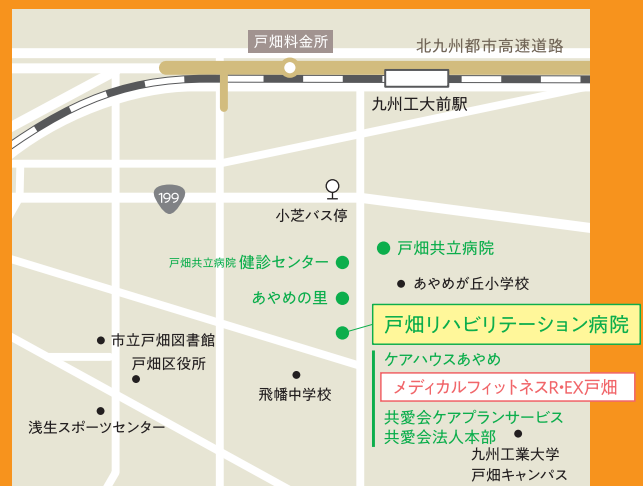 戸畑料金所
北九州都市高速道路
九州工大前駅
199
小芝バス停
戸畑共立病院
戸畑共立病院 健診センター
あやめが丘小学校
あやめの里
戸畑リハビリテーション病院
市立戸畑図書館
戸畑区役所
ケアハウスあやめ
飛幡中学校
メディカルフィットネスR・EX戸畑
浅生スポーツセンター
共愛会ケアプランサービス
共愛会法人本部
九州工業大学
戸畑キャンパス